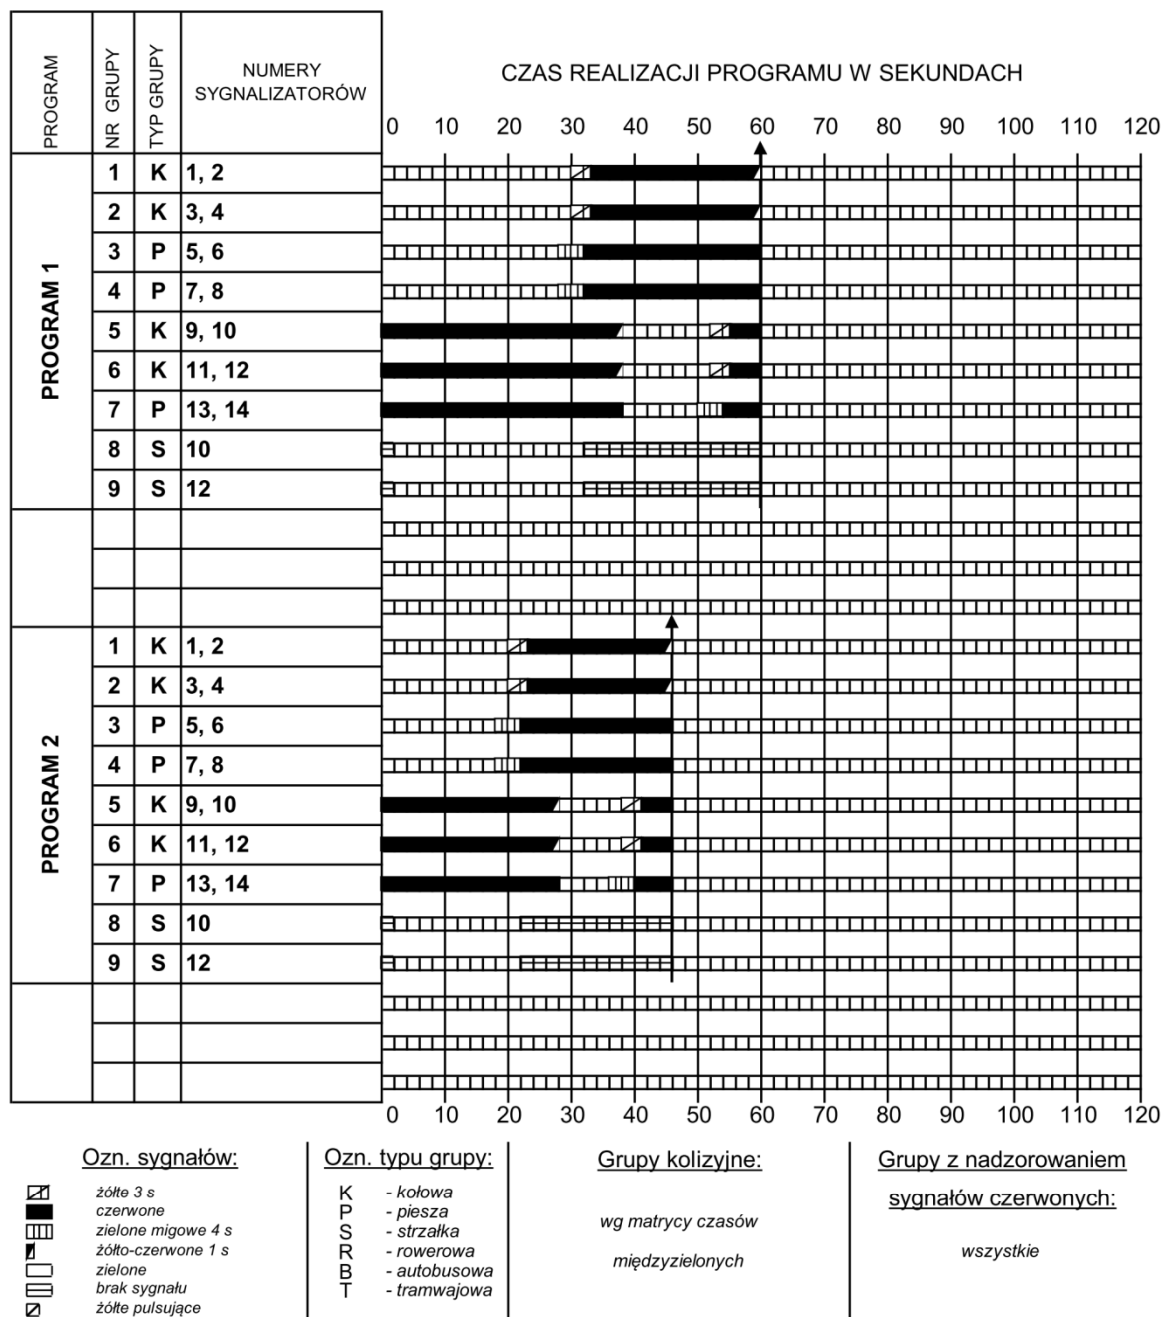 PROGRAM
NR GRUPY
TYP GRUPY
NUMERY
SYGNALIZATORÓW
CZAS REALIZACJI PROGRAMU W SEKUNDACH
0 10 20 30 40 50 60 70 80 90 100 110 120
PROGRAM 1
1 K 1, 2
2 K 3, 4
3 P 5, 6
4 P 7, 8
5 K 9, 10
6 K 11, 12
7 P 13, 14
8 S 10
9 S 12
PROGRAM 2
1 K 1, 2
2 K 3, 4
3 P 5, 6
4 P 7, 8
5 K 9, 10
6 K 11, 12
7 P 13, 14
8 S 10
9 S 12
0 10 20 30 40 50 60 70 80 90 100 110 120
Ozn. sygnałów:
żółte 3 s
czerwone
zielone migowe 4 s
żółto-czerwone 1 s
zielone
brak sygnału
żółte pulsujące
Ozn. typu grupy:
K - kołowa
P - piesza
S - strzałka
R - rowerowa
B - autobusowa
T - tramwajowa
Grupy kolizyjne:
wg matrycy czasów
międzyzielonych
Grupy z nadzorowaniem
sygnałów czerwonych:
wszystkie